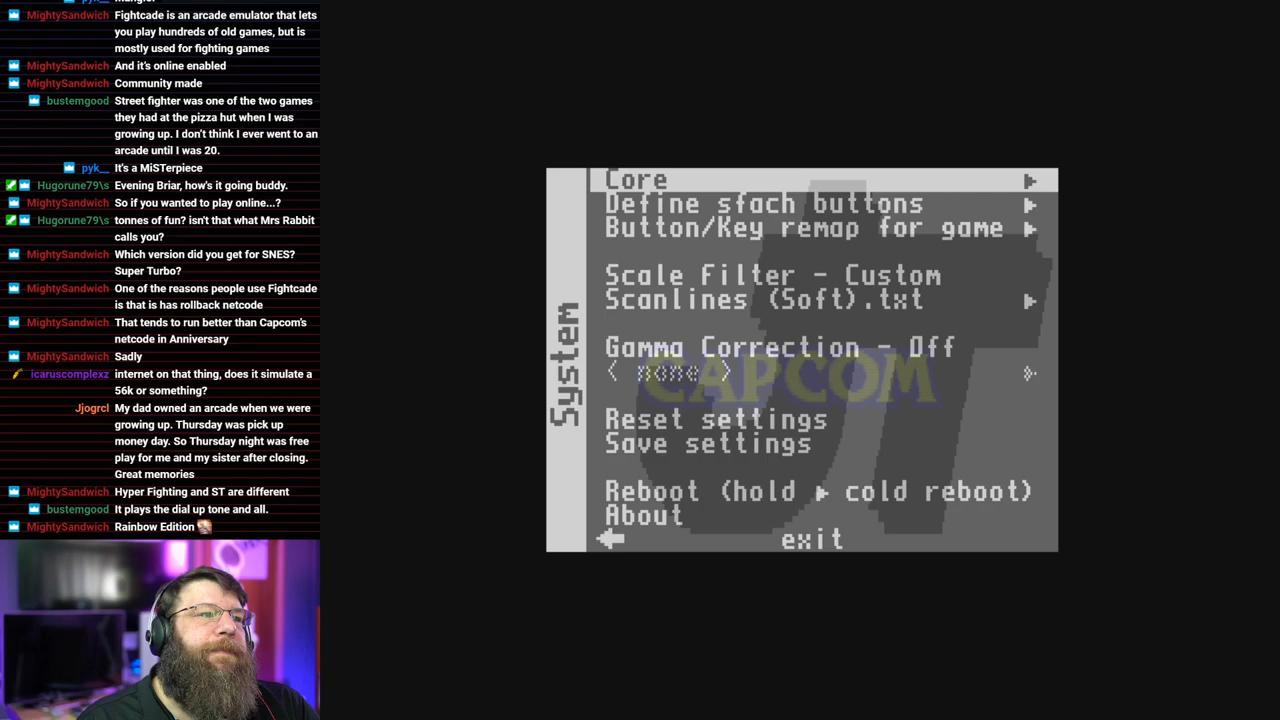 MightySandwich Fightcade is an arcade emulator that lets
you play hundreds of old games, but is
mostly used for fighting games
MightySandwich And it's online enabled
MightySandwich Community made
bustemgood Street fighter was one of the two games
they had at the pizza hut when I was
growing up. I don't think I ever went to an
arcade until I was 20.
pyk__ It's a MiSTerpiece
Hugorune79\s Evening Briar, how's it going buddy.
MightySandwich So if you wanted to play online...?
Hugorune79\s tonnes of fun? isn't that what Mrs Rabbit
calls you?
MightySandwich Which version did you get for SNES?
Super Turbo?
MightySandwich One of the reasons people use Fightcade
is that is has rollback netcode
MightySandwich That tends to run better than Capcom's
netcode in Anniversary
MightySandwich Sadly
icaruscomplexz internet on that thing, does it simulate a
56k or something?
Jjogrcl My dad owned an arcade when we were
growing up. Thursday was pick up
money day. So Thursday night was free
play for me and my sister after closing.
Great memories
MightySandwich Hyper Fighting and ST are different
bustemgood It plays the dial up tone and all.
MightySandwich Rainbow Edition
System
Core
Define sfach buttons
Button/Key remap for game
Scale Filter - Custom
Scanlines (Soft).txt
Gamma Correction - Off
< none >
CAPCOM
Reset settings
Save settings
Reboot (hold ▸ cold reboot)
About
exit